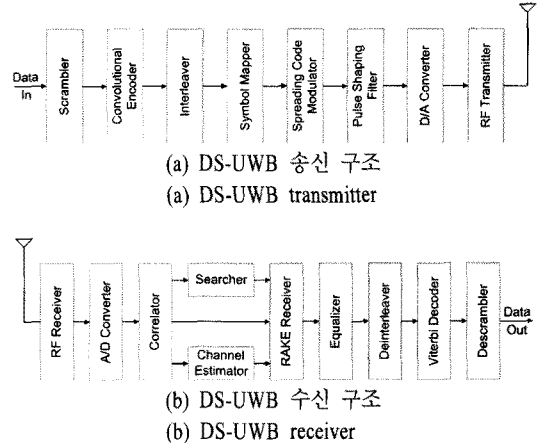 Data
In
Scrambler
Convolutional
Encoder
Interleaver
Symbol Mapper
Spreading Code
Modulator
Pulse Shaping
Filter
D/A Converter
RF Transmitter
(a) DS-UWB 송신 구조
(a) DS-UWB transmitter
RF Receiver
A/D Converter
Correlator
Searcher
Channel
Estimator
RAKE Receiver
Equalizer
Deinterleaver
Viterbi Decoder
Descrambler
Data
Out
(b) DS-UWB 수신 구조
(b) DS-UWB receiver